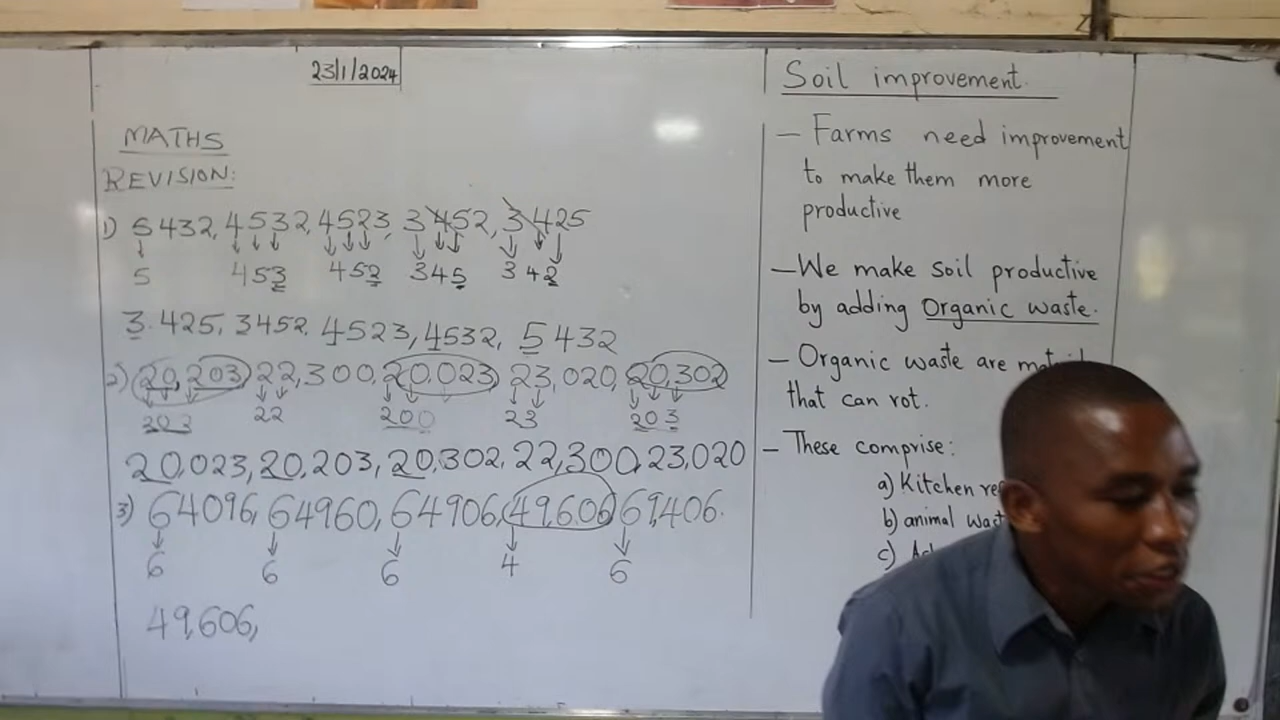 23/1/2024
MATHS
REVISION:
1) 5432, 4532, 4523, 3452, 3425
5 453 452 345 342
3.425, 3452, 4523, 4532, 5432
2) 20,203 22,300, 20,023 23,020, 20,302
203 22 200 23 203
20,023, 20,203, 20,302, 22,300, 23,020
3) 64096, 64960, 64906, 49,606 69,406.
6 6 6 4 6
49,606,
Soil improvement.
- Farms need improvement
to make them more
productive
- We make soil productive
by adding Organic waste.
- Organic waste are
that can rot.
- These comprise:
a) Kitchen
b) animal
c)